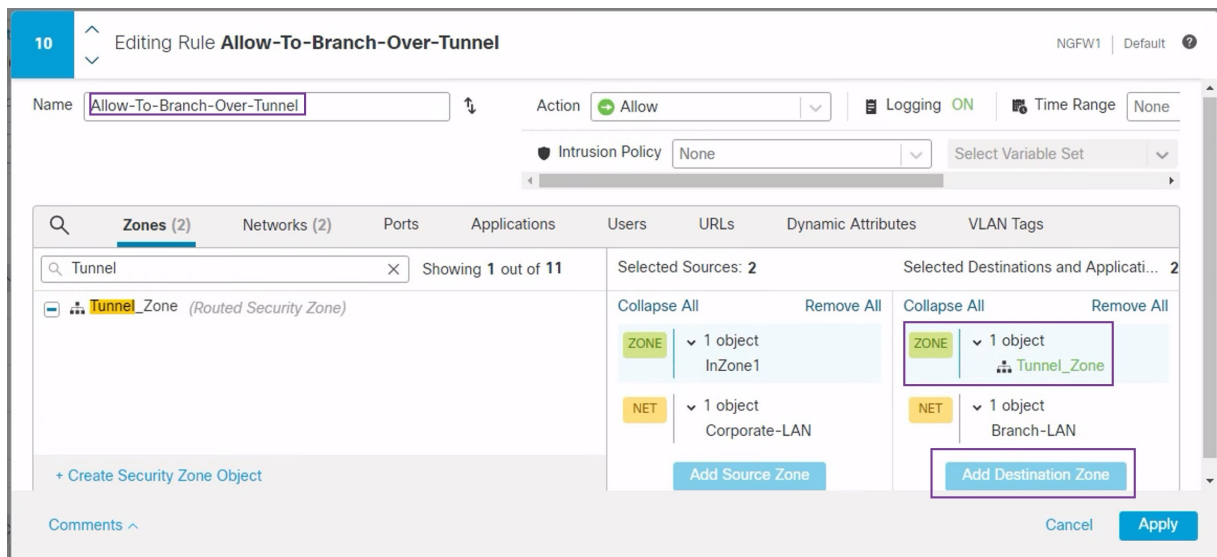 10 Editing Rule Allow-To-Branch-Over-Tunnel NGFW1 Default ?
Name Allow-To-Branch-Over-Tunnel Action Allow Logging ON Time Range None
Intrusion Policy None Select Variable Set
Zones (2) Networks (2) Ports Applications Users URLs Dynamic Attributes VLAN Tags
Tunnel Showing 1 out of 11 Selected Sources: 2 Selected Destinations and Applicati... 2
Tunnel_Zone (Routed Security Zone) Collapse All Remove All Collapse All Remove All
ZONE 1 object ZONE 1 object
InZone1 Tunnel_Zone
NET 1 object NET 1 object
Corporate-LAN Branch-LAN
+ Create Security Zone Object Add Source Zone Add Destination Zone
Comments Cancel Apply